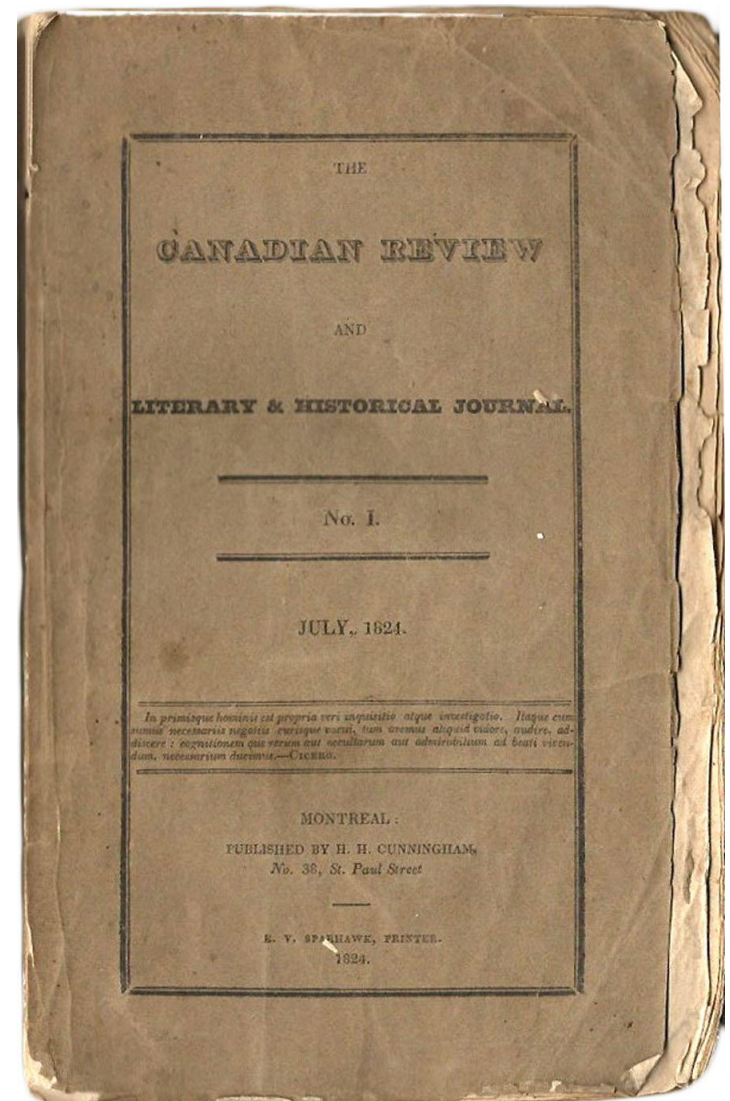 THE
CANADIAN REVIEW
AND
LITERARY & HISTORICAL JOURNAL.
No. I.
JULY, 1824.
In primisque hominis est propria veri inquisitio atque investigatio. Itaque cum
sumus necessariis negotiis curisque vacui, tum avemus aliquid videre, audire, ad-
discere : cognitionem que rerum aut occultarum aut admirabilium ad beati viven-
dum, necessarium ducimus.—CICERO.
MONTREAL :
PUBLISHED BY H. H. CUNNINGHAM,
No. 38, St. Paul Street
E. V. SPARHAWK, PRINTER.
1824.